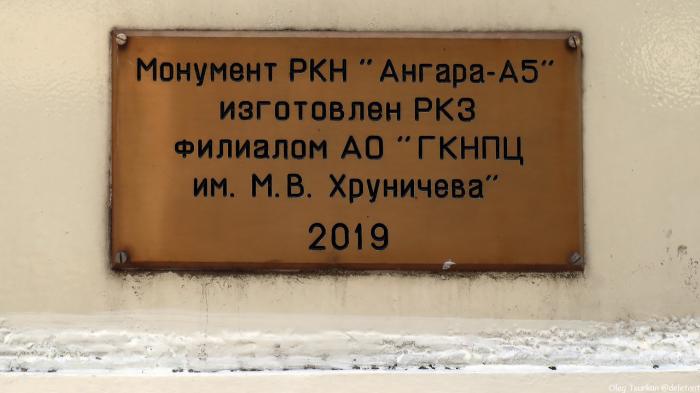 Монумент РКН "Ангара-А5"
изготовлен РКЗ
филиалом АО "ГКНПЦ
им. М.В. Хруничева"
2019
Oleg Tsurkan @deletant